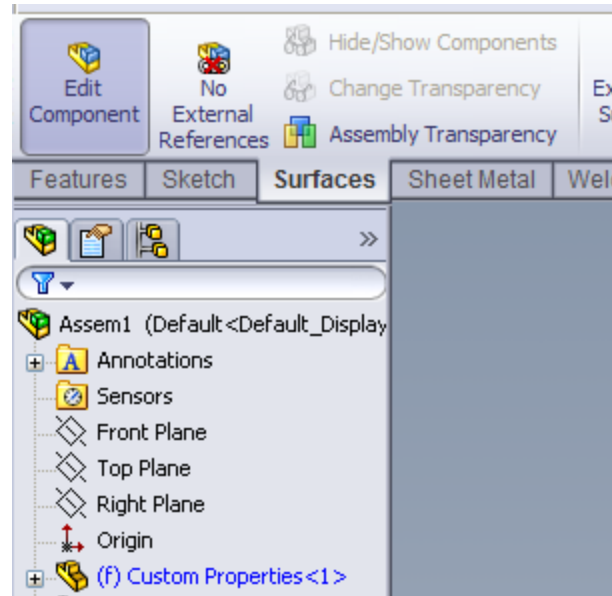 Edit
Component
No
External
References
Hide/Show Components
Change Transparency
Assembly Transparency
Features
Sketch
Surfaces
Sheet Metal
Assem1 (Default<Default_Display
Annotations
Sensors
Front Plane
Top Plane
Right Plane
Origin
(f) Custom Properties<1>